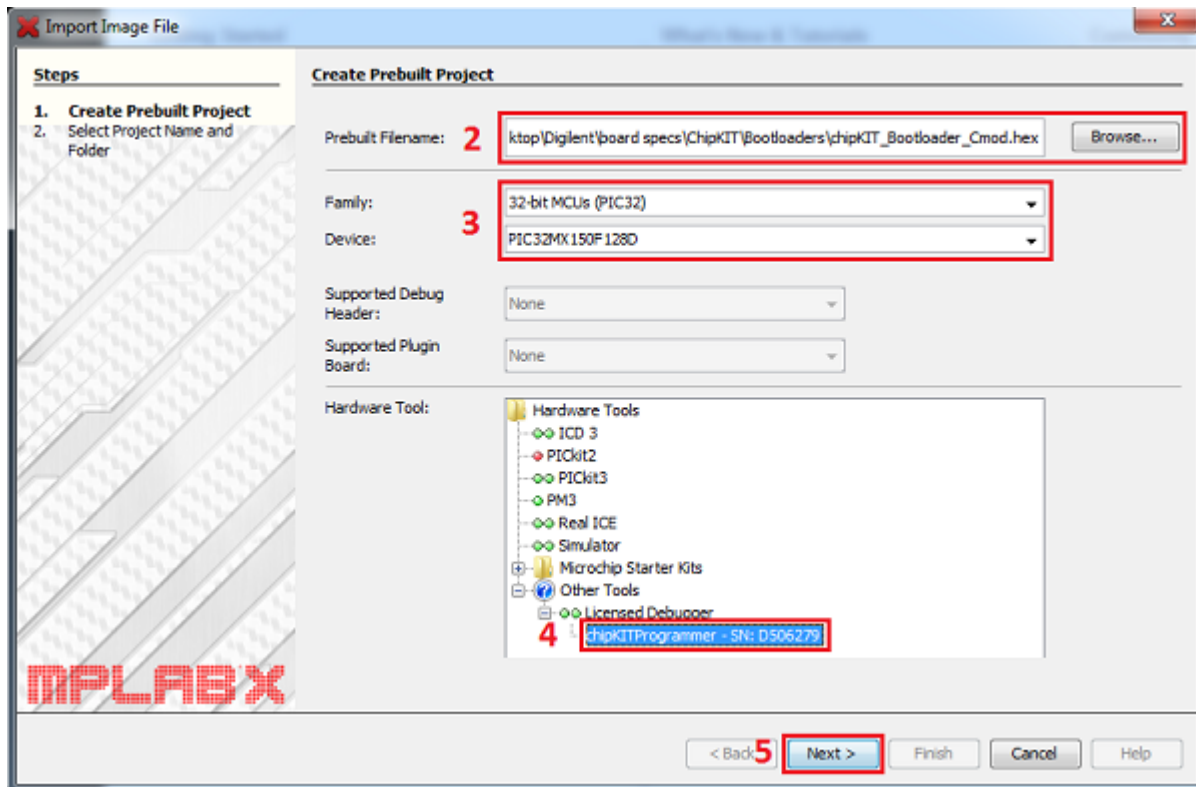 Import Image File
Steps
1. Create Prebuilt Project
2. Select Project Name and
Folder
Create Prebuilt Project
Prebuilt Filename: 2 ktop\Digilent\board specs\ChipKIT\Bootloaders\chipKIT_Bootloader_Cmod.hex Browse...
Family: 32-bit MCUs (PIC32)
3
Device: PIC32MX150F128D
Supported Debug
Header: None
Supported Plugin
Board: None
Hardware Tool:
Hardware Tools
ICD 3
PICkit2
PICkit3
PM3
Real ICE
Simulator
Microchip Starter Kits
Other Tools
Licensed Debugger
4 chipKITProgrammer - SN: D506279
MPLAB X
< Back 5 Next > Finish Cancel Help